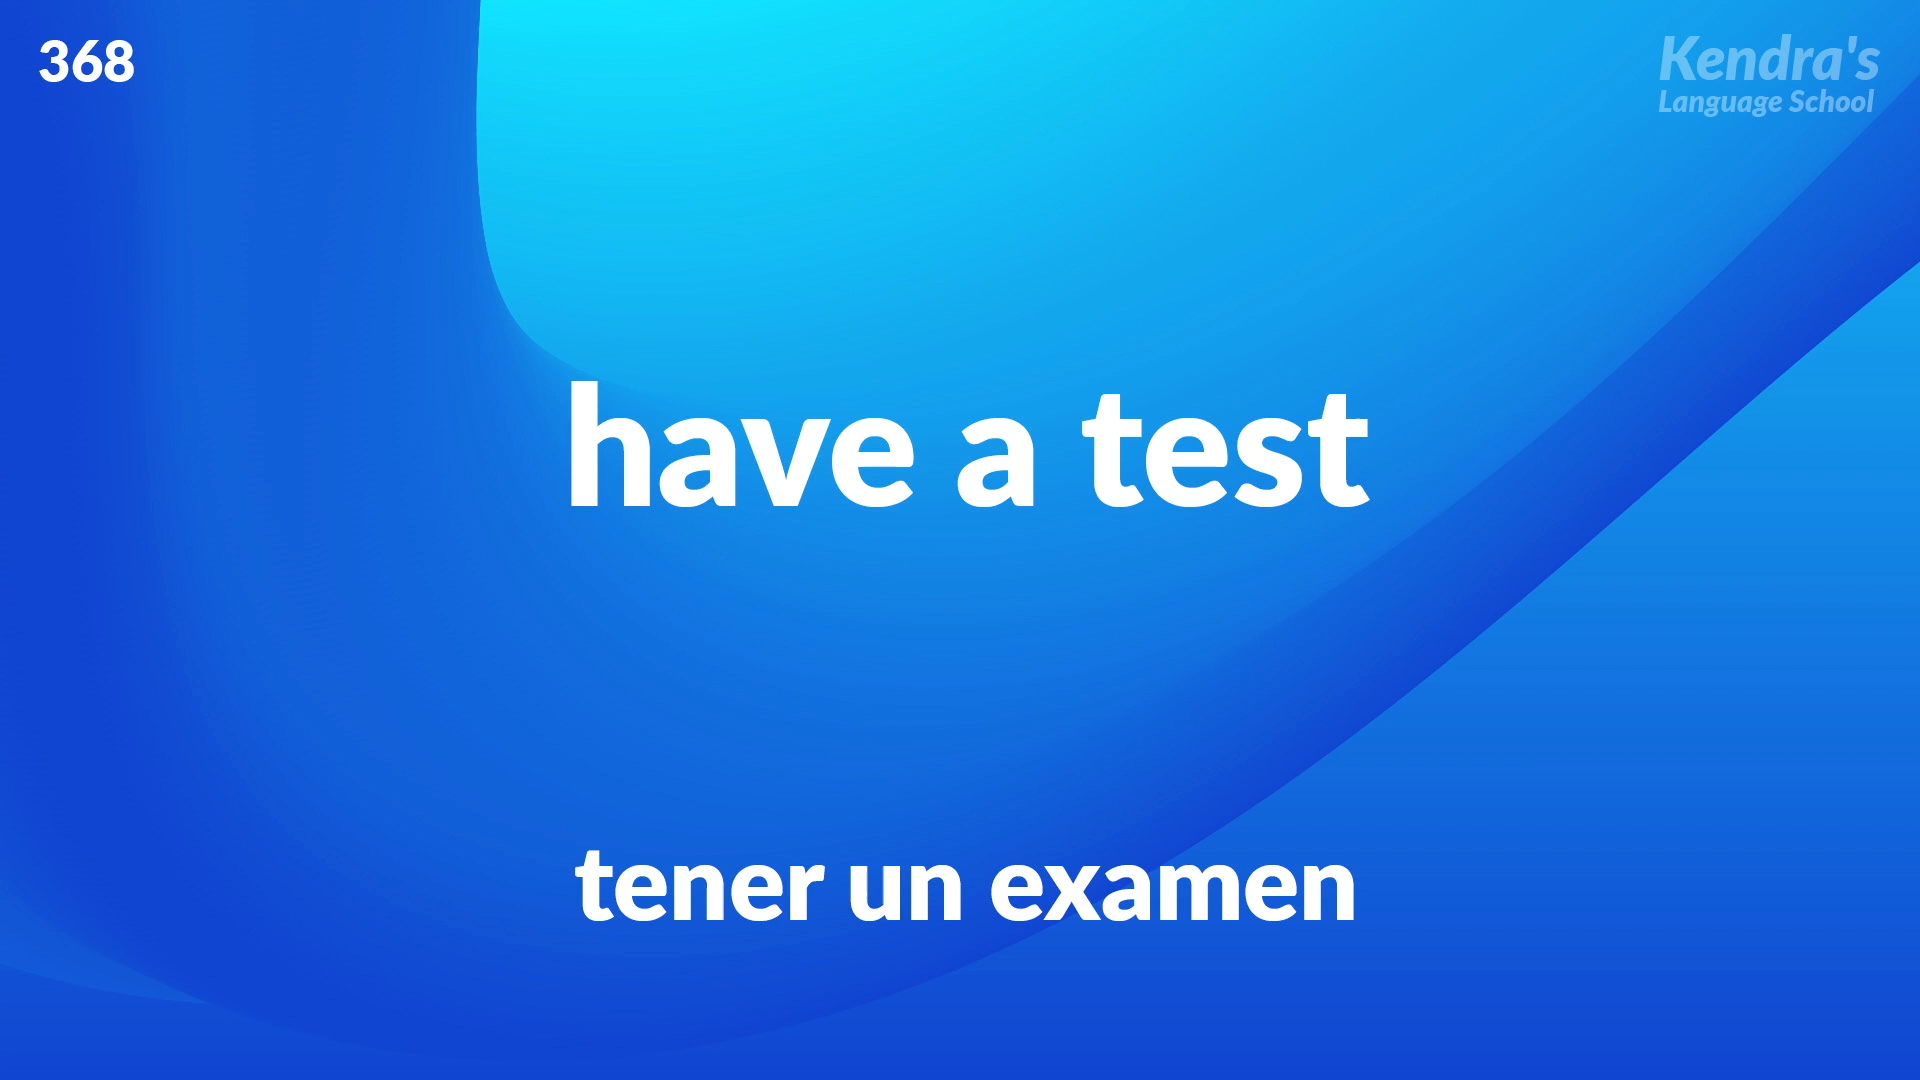 368
Kendra's
Language School
have a test
tener un examen